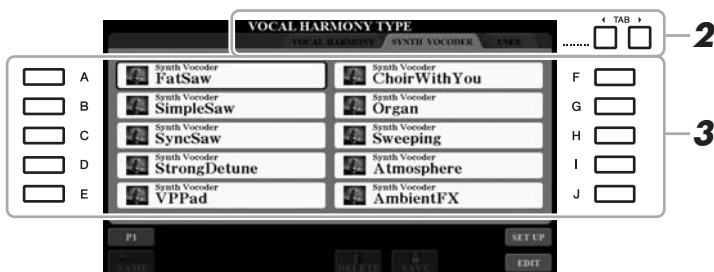 VOCAL HARMONY TYPE
VOCAL HARMONY SYNTH VOCODER USER
TAB
2
A Synth Vocoder FatSaw
Synth Vocoder ChoirWithYou F
B Synth Vocoder SimpleSaw
Synth Vocoder Organ G
C Synth Vocoder SyncSaw
Synth Vocoder Sweeping H
3
D Synth Vocoder StrongDetune
Synth Vocoder Atmosphere I
E Synth Vocoder VPPad
Synth Vocoder AmbientFX J
P1
SET UP
NAME
DELETE
SAVE
EDIT